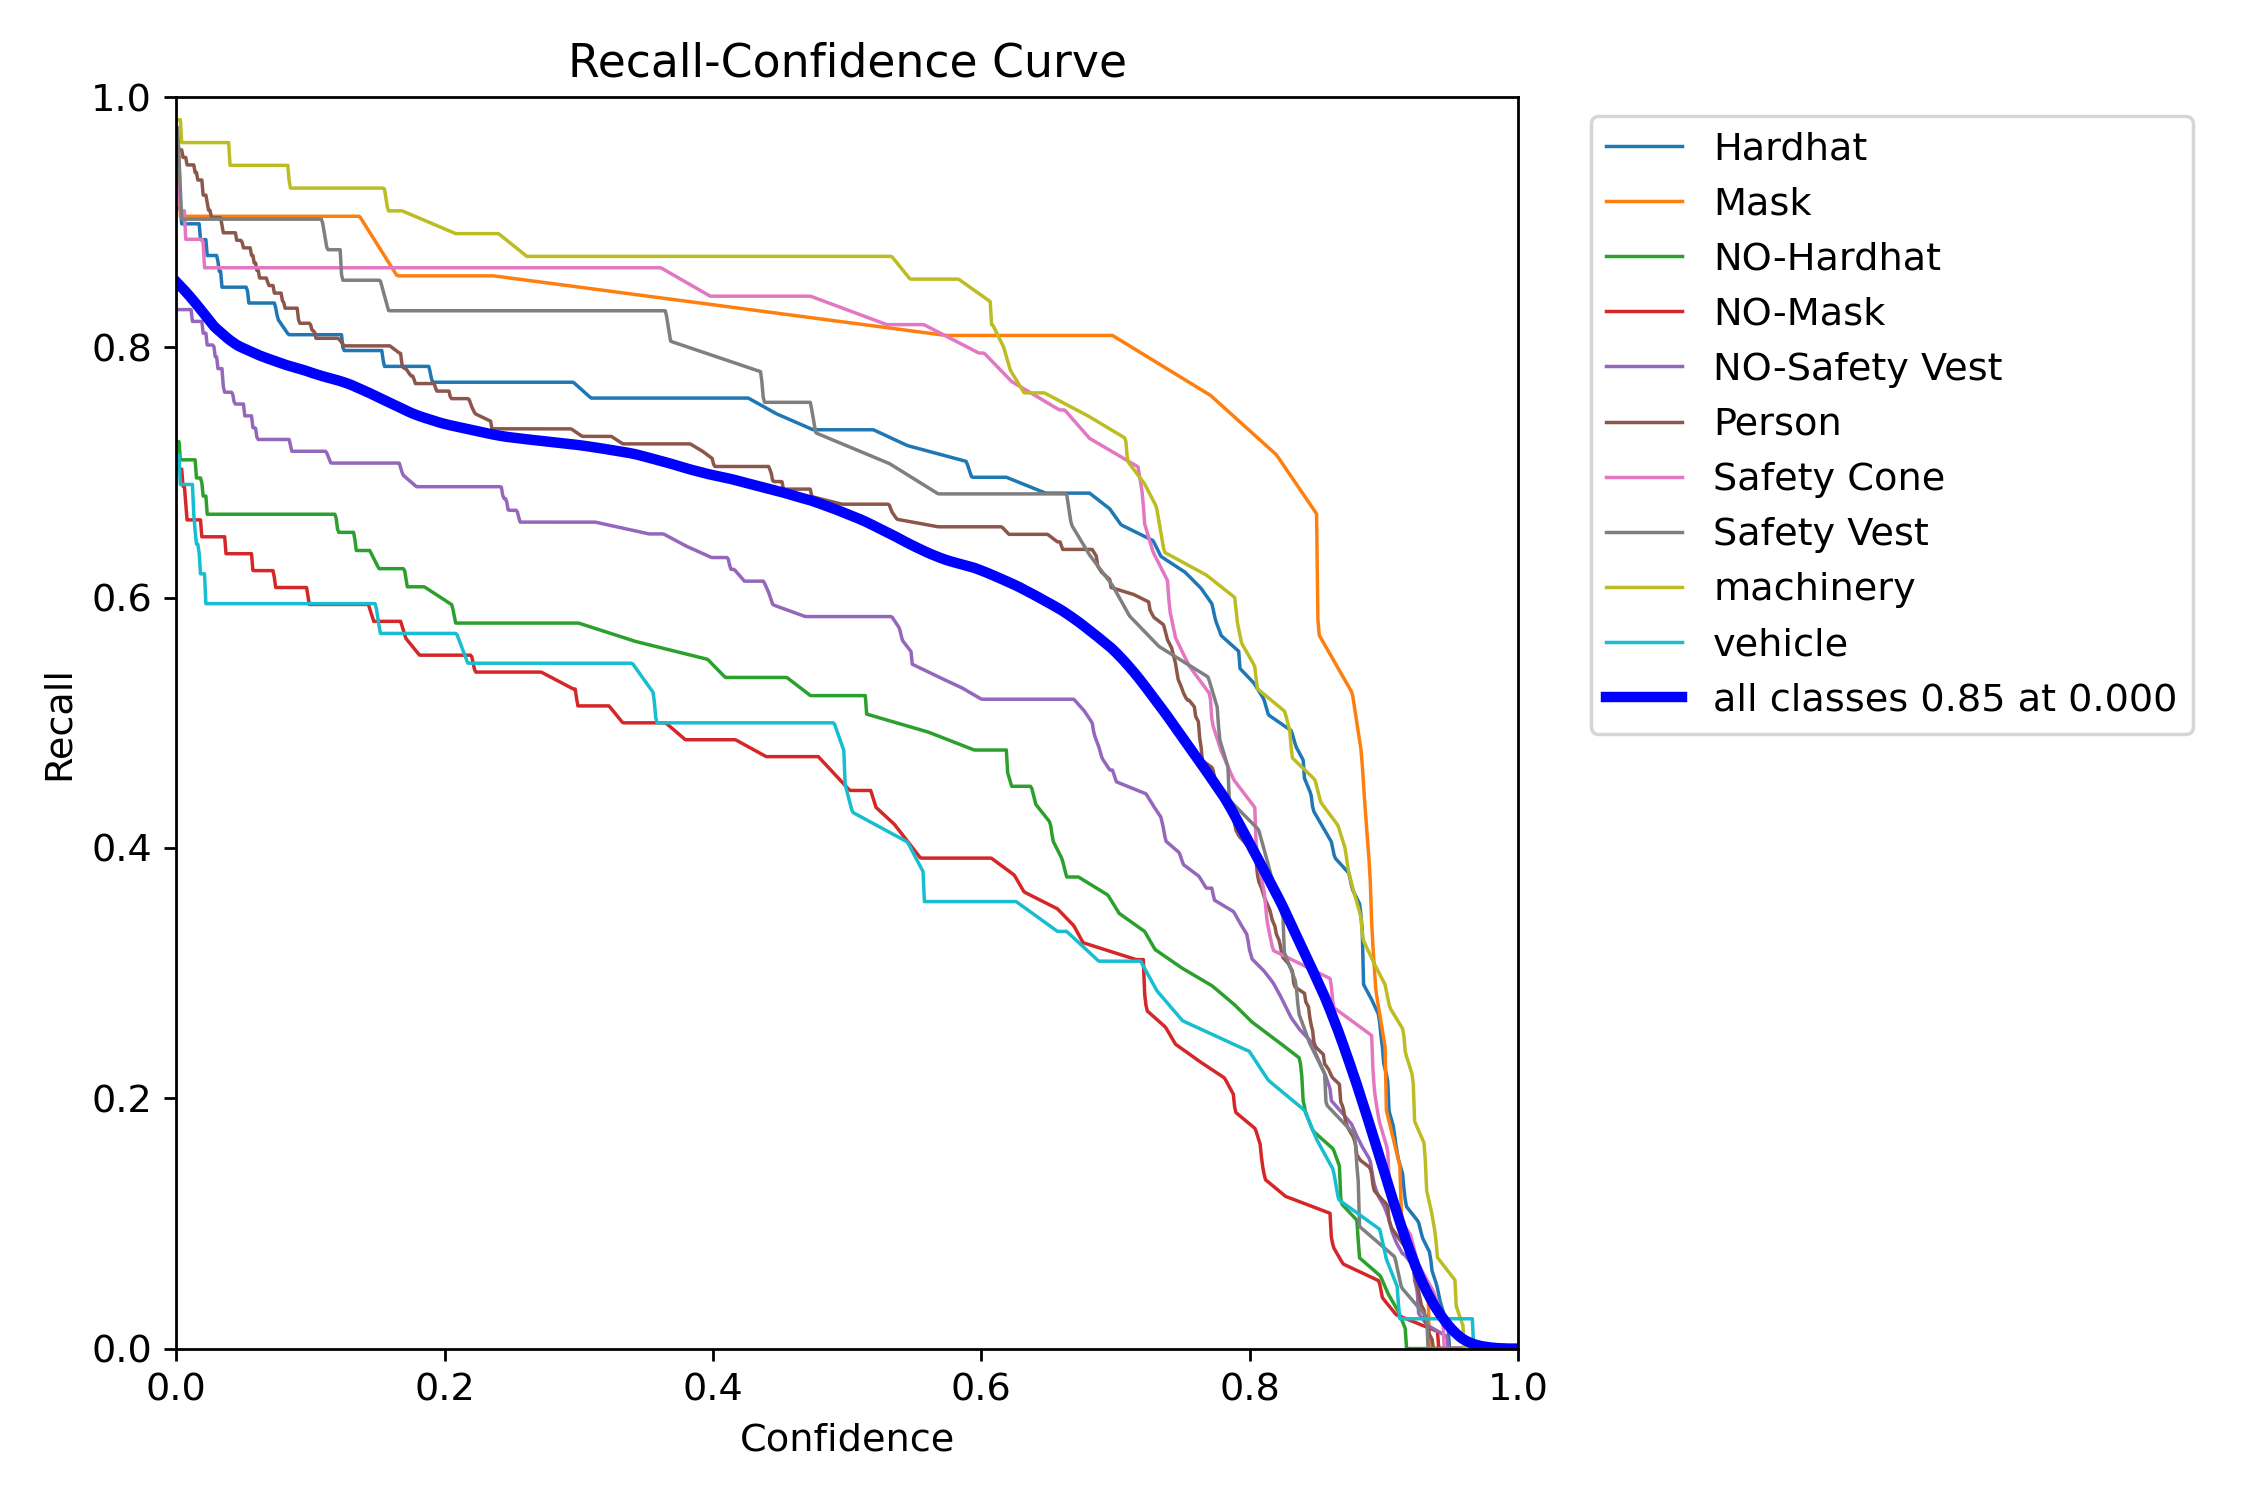 Recall-Confidence Curve
1.0
0.8
0.6
0.4
0.2
0.0
Recall
0.0 0.2 0.4 0.6 0.8 1.0
Confidence
Hardhat
Mask
NO-Hardhat
NO-Mask
NO-Safety Vest
Person
Safety Cone
Safety Vest
machinery
vehicle
all classes 0.85 at 0.000